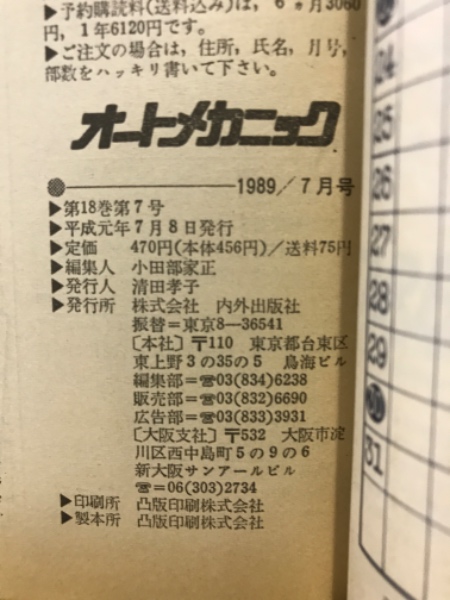 ▶予約購読料(送料込み)は，6ヵ月3060
円，1年6120円です。
▶ご注文の場合は，住所，氏名，月号，
部数をハッキリ書いて下さい。
オートメカニック
1989／7月号
▶第18巻第7号
▶平成元年7月8日発行
▶定価 470円(本体456円)／送料75円
▶編集人 小田部家正
▶発行人 清田孝子
▶発行所 株式会社 内外出版社
振替＝東京8―36541
〔本社〕〒110 東京都台東区
東上野3の35の5 鳥海ビル
編集部＝☎03(834)6238
販売部＝☎03(832)6690
広告部＝☎03(833)3931
〔大阪支社〕〒532 大阪市淀
川区西中島町5の9の6
新大阪サンアールビル
☎＝06(303)2734
▶印刷所 凸版印刷株式会社
▶製本所 凸版印刷株式会社
24
25
26
27
28
29
31